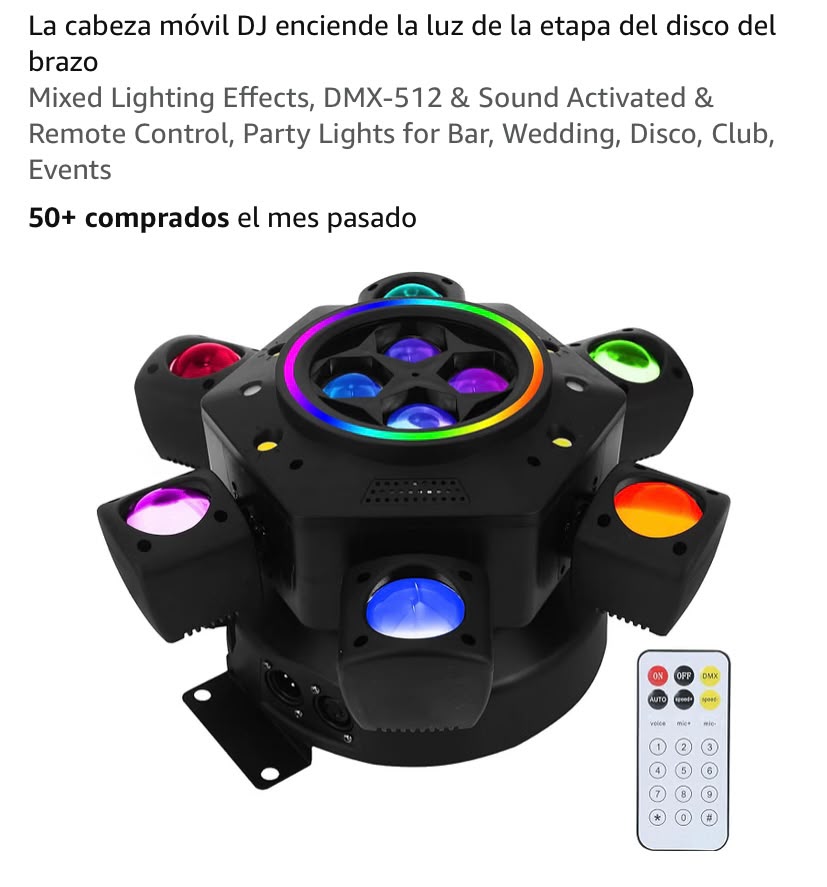 La cabeza móvil DJ enciende la luz de la etapa del disco del
brazo
Mixed Lighting Effects, DMX-512 & Sound Activated &
Remote Control, Party Lights for Bar, Wedding, Disco, Club,
Events
50+ comprados el mes pasado
ON OFF DMX
AUTO speed+ speed-
voice mic+ mic-
1 2 3
4 5 6
7 8 9
* 0 #